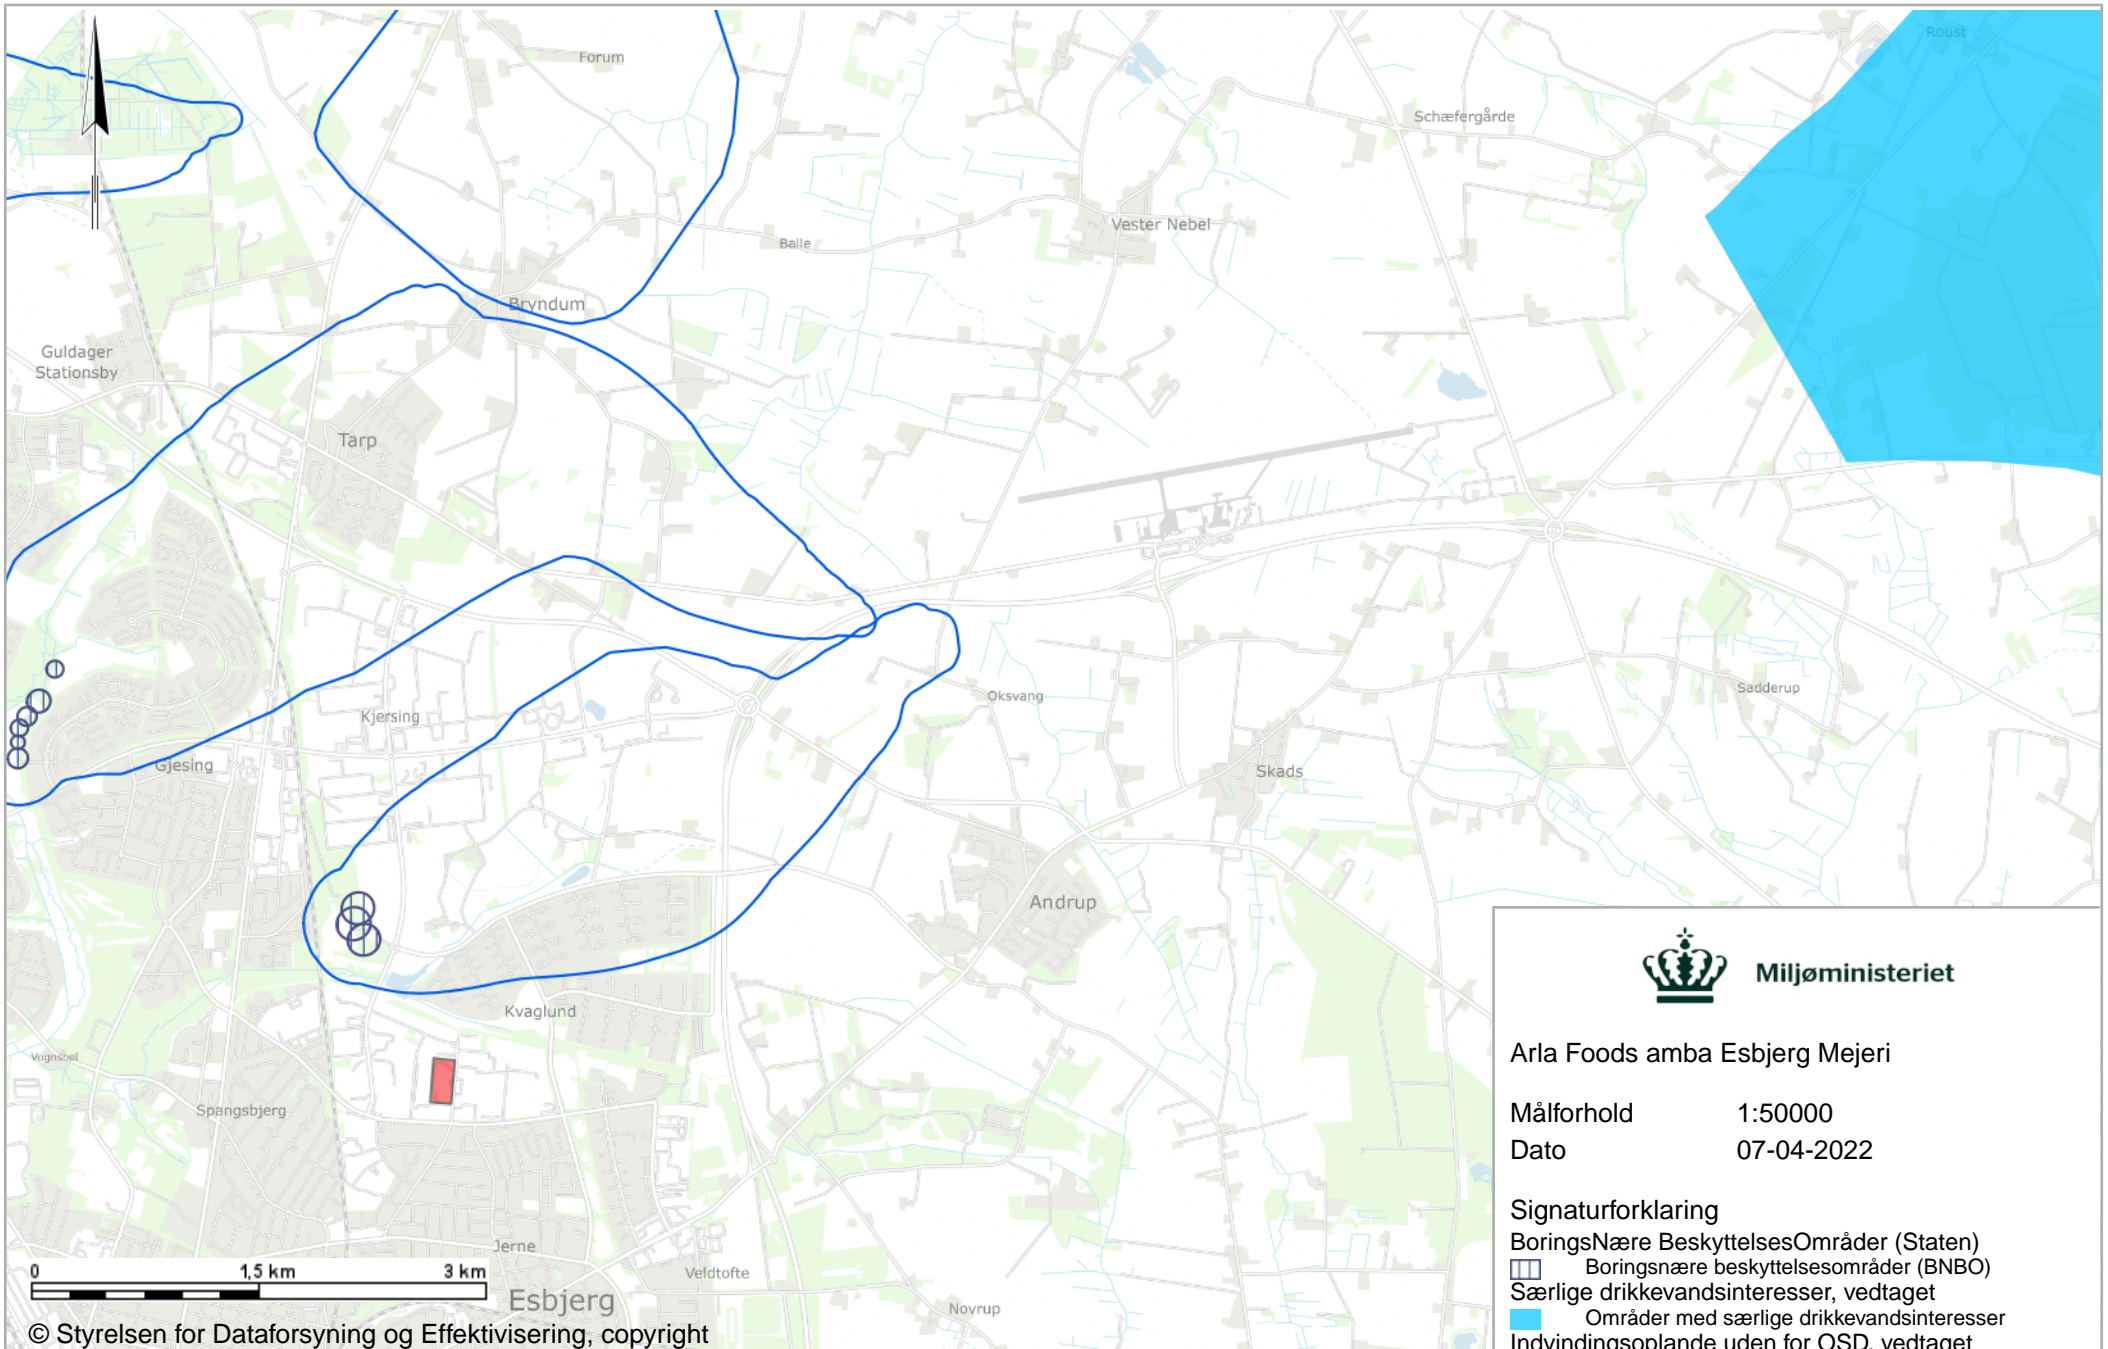 Roust
Forum
Schæfergårde
Vester Nebel
Balle
Bryndum
Guldager
Stationsby
Tarp
Oksvang
Sadderup
Kjersing
Gjesing
Skads
Andrup
Kvaglund
Vognsbøl
Spangsbjerg
Jerne
Veldtofte
Esbjerg
Novrup
0 1,5 km 3 km
© Styrelsen for Dataforsyning og Effektivisering, copyright
Miljøministeriet
Arla Foods amba Esbjerg Mejeri
Målforhold 1:50000
Dato 07-04-2022
Signaturforklaring
BoringsNære BeskyttelsesOmråder (Staten)
Boringsnære beskyttelsesområder (BNBO)
Særlige drikkevandsinteresser, vedtaget
Områder med særlige drikkevandsinteresser
Indvindingsoplande uden for OSD, vedtaget